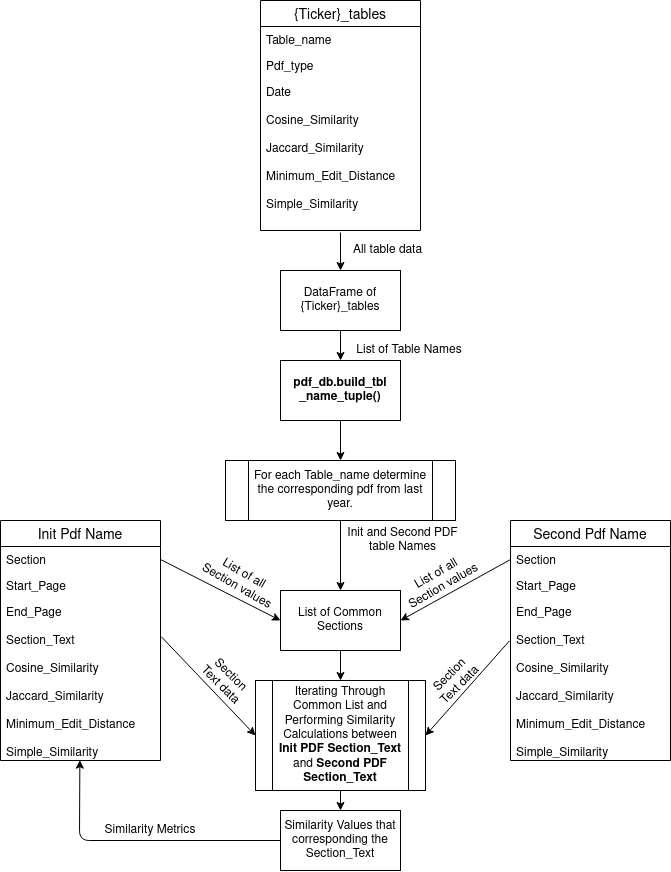 {Ticker}_tables
Table_name
Pdf_type
Date
Cosine_Similarity
Jaccard_Similarity
Minimum_Edit_Distance
Simple_Similarity
All table data
DataFrame of
{Ticker}_tables
List of Table Names
pdf_db.build_tbl
_name_tuple()
For each Table_name determine
the corresponding pdf from last
year.
Init and Second PDF
table Names
Init Pdf Name
Section
Start_Page
End_Page
Section_Text
Cosine_Similarity
Jaccard_Similarity
Minimum_Edit_Distance
Simple_Similarity
List of all
Section values
Section
Text data
List of Common
Sections
List of all
Section values
Section
Text data
Second Pdf Name
Section
Start_Page
End_Page
Section_Text
Cosine_Similarity
Jaccard_Similarity
Minimum_Edit_Distance
Simple_Similarity
Iterating Through
Common List and
Performing Similarity
Calculations between
Init PDF Section_Text
and Second PDF
Section_Text
Similarity Metrics
Similarity Values that
corresponding the
Section_Text